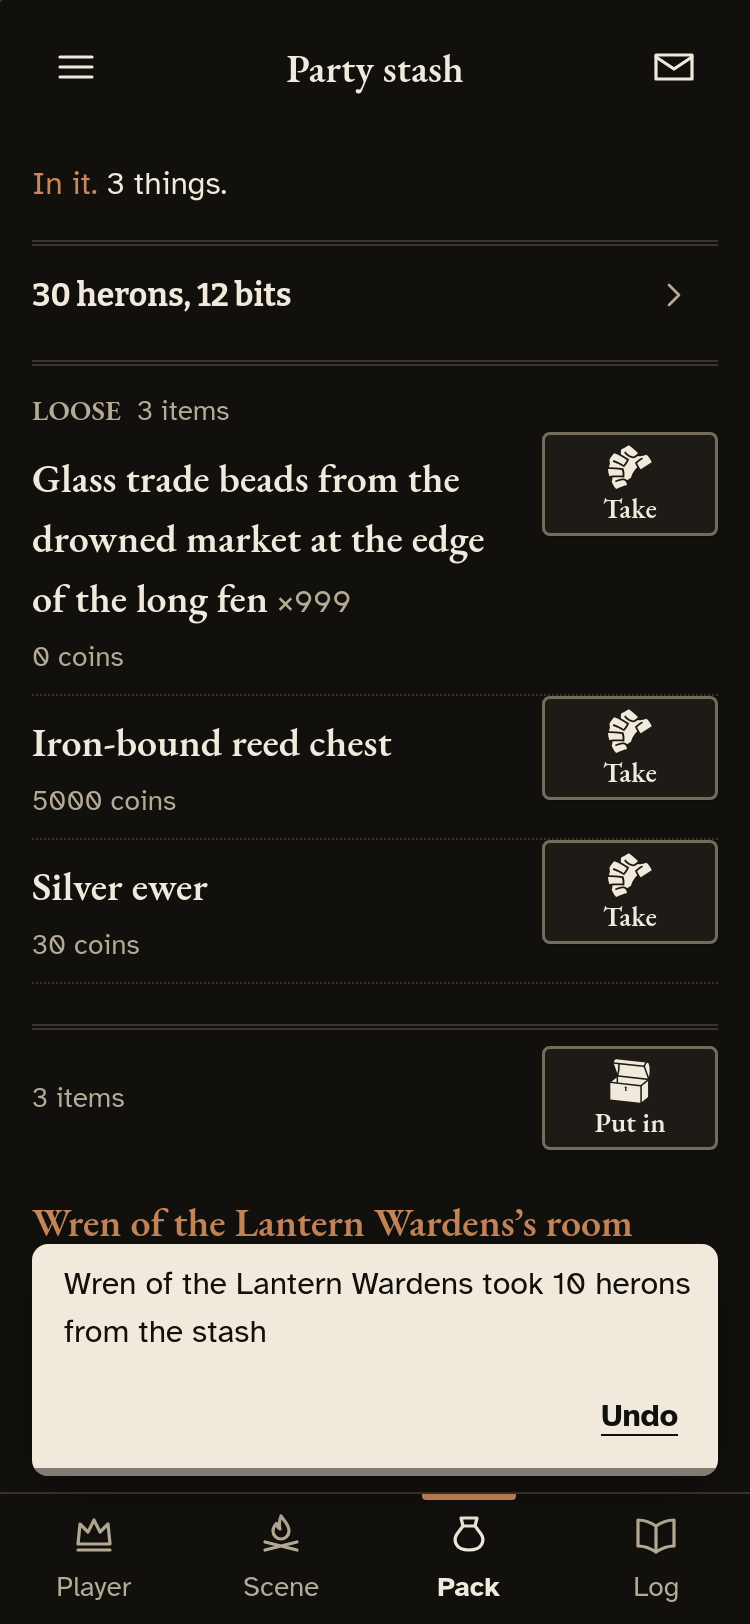 Party stash
In it. 3 things.
30 herons, 12 bits
LOOSE 3 items
Glass trade beads from the
drowned market at the edge
of the long fen ×999
Take
0 coins
Iron-bound reed chest
Take
5000 coins
Silver ewer
Take
30 coins
3 items
Put in
Wren of the Lantern Wardens’s room
Wren of the Lantern Wardens took 10 herons
from the stash
Undo
Player
Scene
Pack
Log